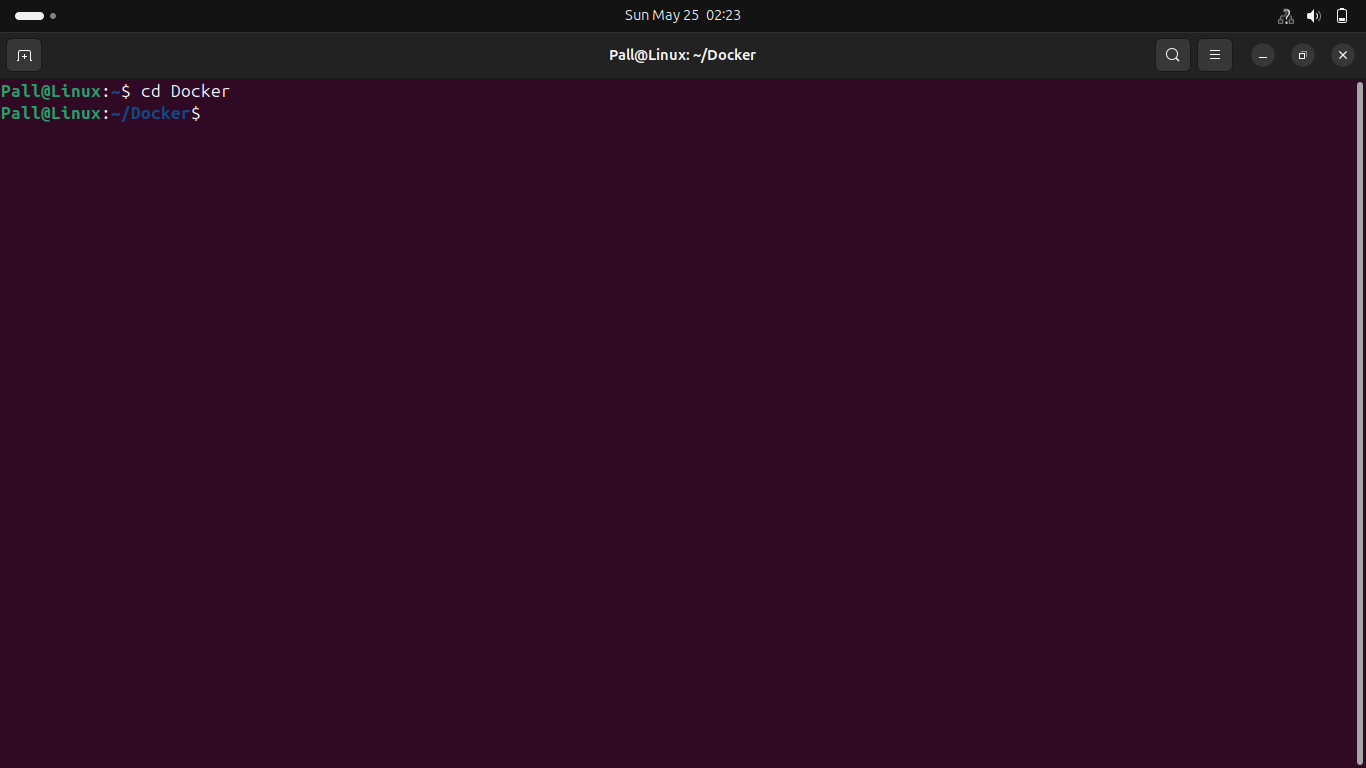 Sun May 25 02:23
Pall@Linux: ~/Docker
Pall@Linux:~$ cd Docker
Pall@Linux:~/Docker$